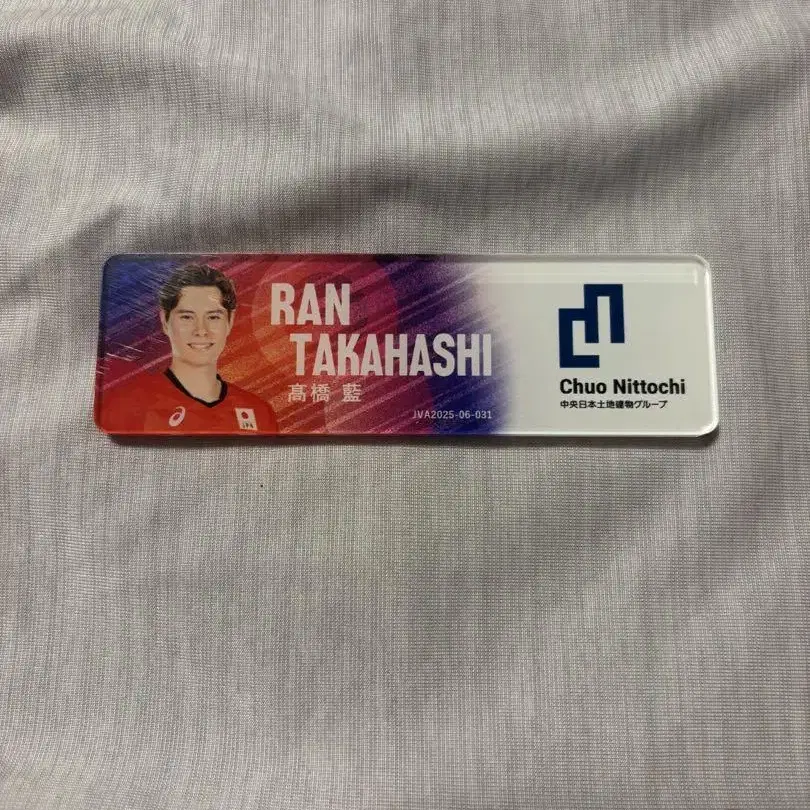 RAN
TAKAHASHI
髙橋 藍
JVA2025-06-031
JPN
Chuo Nittochi
中央日本土地建物グループ